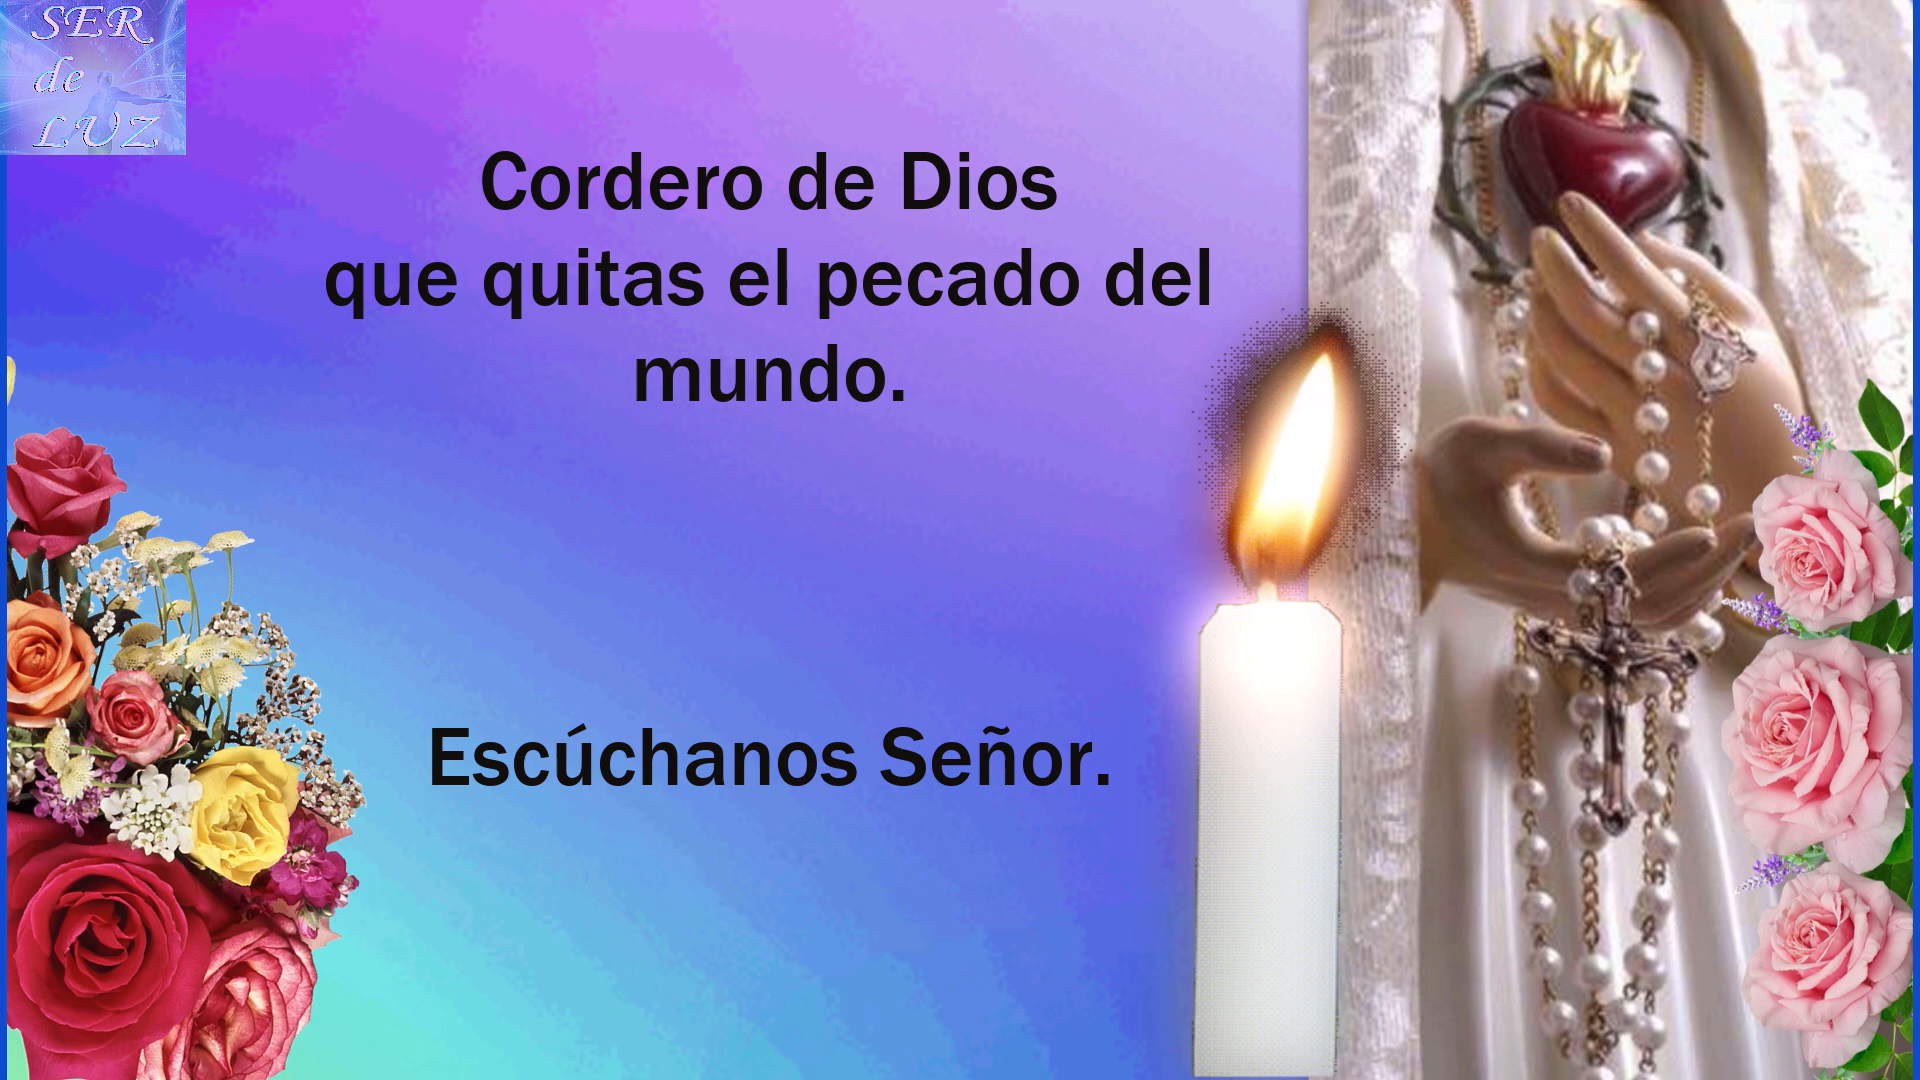 SER
de
LUZ
Cordero de Dios
que quitas el pecado del
mundo.
Escúchanos Señor.